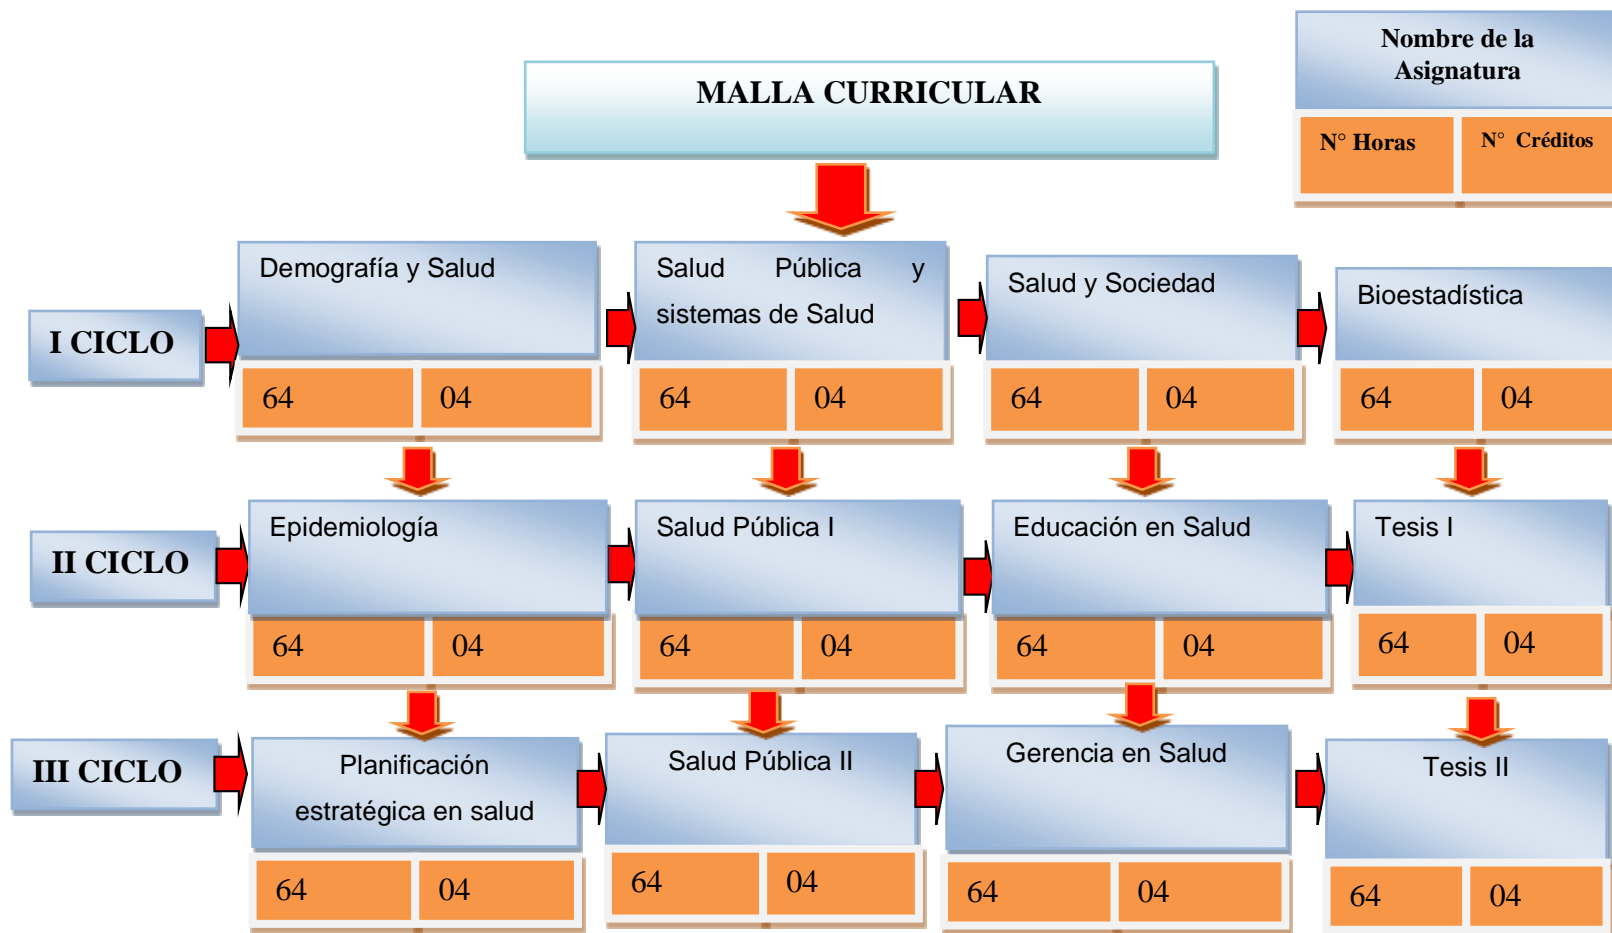 Nombre de la
Asignatura
MALLA CURRICULAR
N° Horas
N° Créditos
I CICLO
Demografía y Salud
64
04
Salud Pública y
sistemas de Salud
64
04
Salud y Sociedad
64
04
Bioestadística
64
04
II CICLO
Epidemiología
64
04
Salud Pública I
64
04
Educación en Salud
64
04
Tesis I
64
04
III CICLO
Planificación
estratégica en salud
64
04
Salud Pública II
64
04
Gerencia en Salud
64
04
Tesis II
64
04